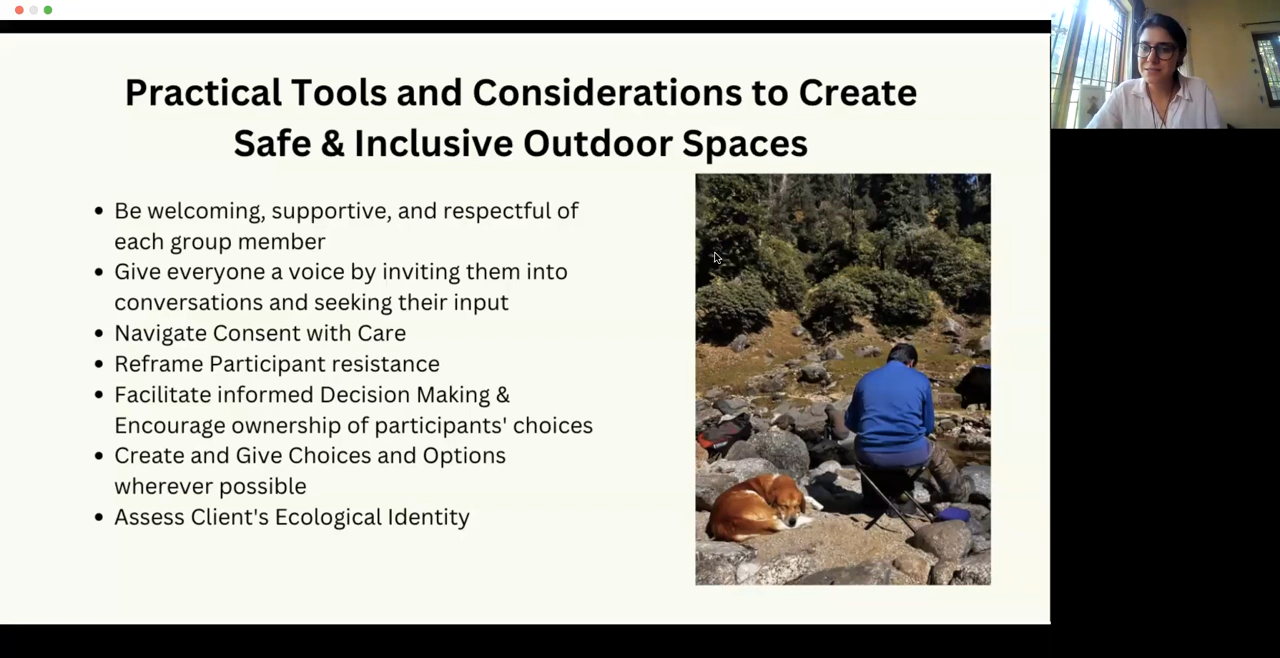 Practical Tools and Considerations to Create
Safe & Inclusive Outdoor Spaces
• Be welcoming, supportive, and respectful of
each group member
• Give everyone a voice by inviting them into
conversations and seeking their input
• Navigate Consent with Care
• Reframe Participant resistance
• Facilitate informed Decision Making &
Encourage ownership of participants' choices
• Create and Give Choices and Options
wherever possible
• Assess Client's Ecological Identity